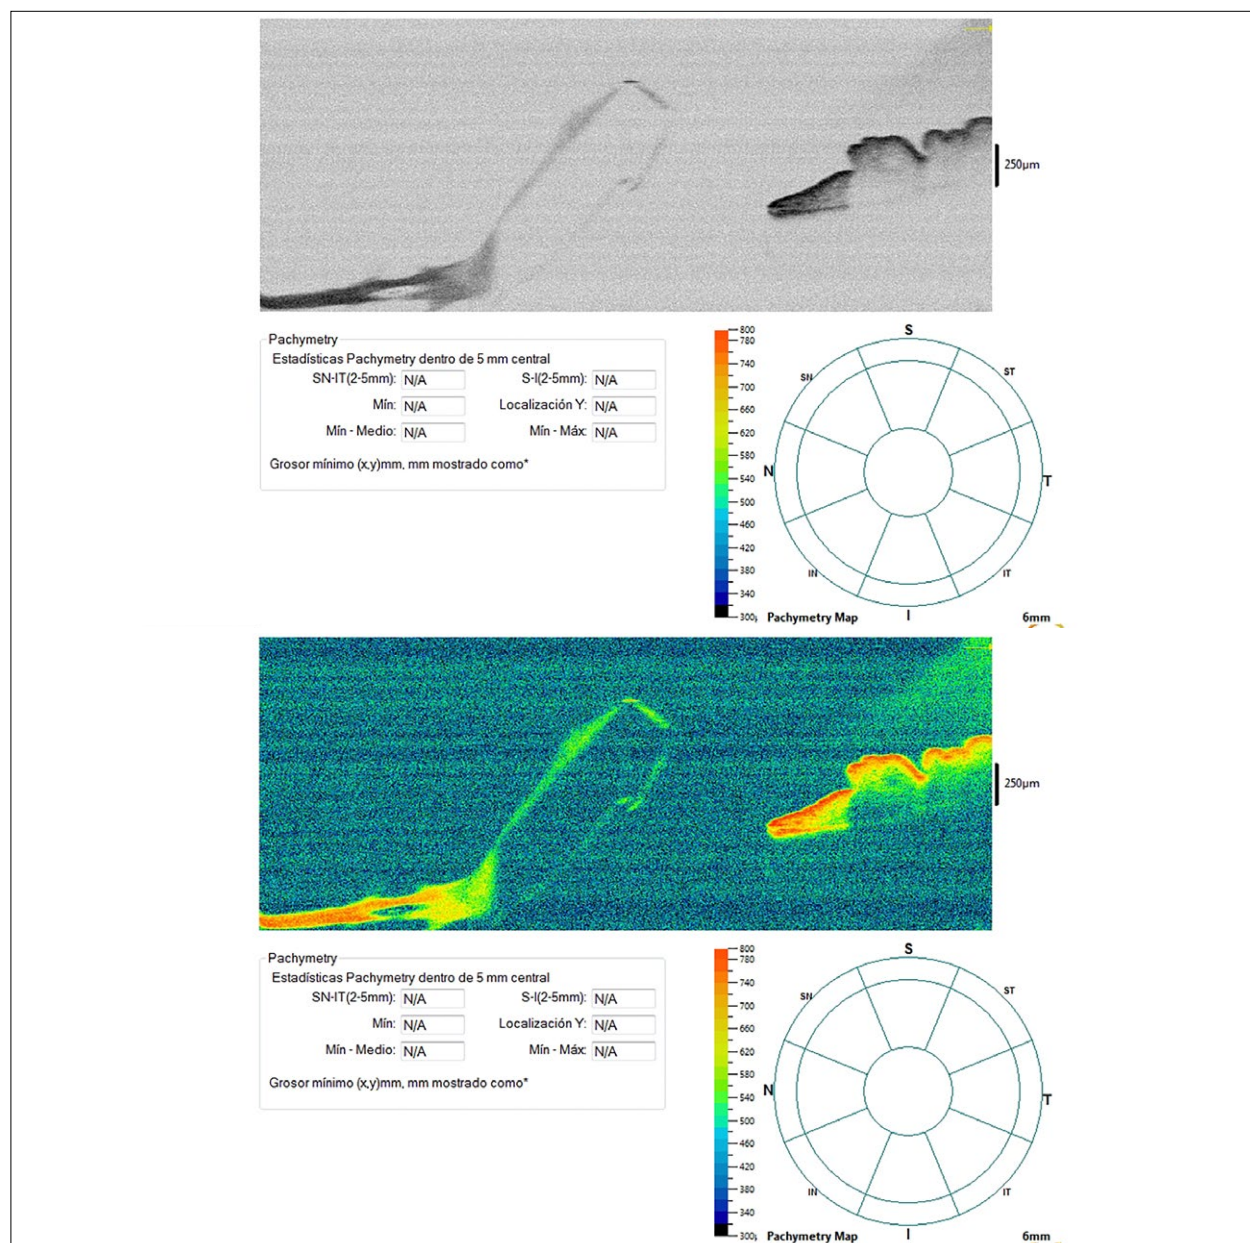 250µm
Pachymetry
Estadísticas Pachymetry dentro de 5 mm central
SN-IT(2-5mm): N/A S-I(2-5mm): N/A
Mín: N/A Localización Y: N/A
Mín - Medio: N/A Mín - Máx: N/A
Grosor mínimo (x,y)mm, mm mostrado como*
800
780
740
700
660
620
580
540
500
460
420
380
340
300µ
S
SN
ST
N
T
IN
IT
I
Pachymetry Map
6mm
250µm
Pachymetry
Estadísticas Pachymetry dentro de 5 mm central
SN-IT(2-5mm): N/A S-I(2-5mm): N/A
Mín: N/A Localización Y: N/A
Mín - Medio: N/A Mín - Máx: N/A
Grosor mínimo (x,y)mm, mm mostrado como*
800
780
740
700
660
620
580
540
500
460
420
380
340
300µ
S
SN
ST
N
T
IN
IT
I
Pachymetry Map
6mm